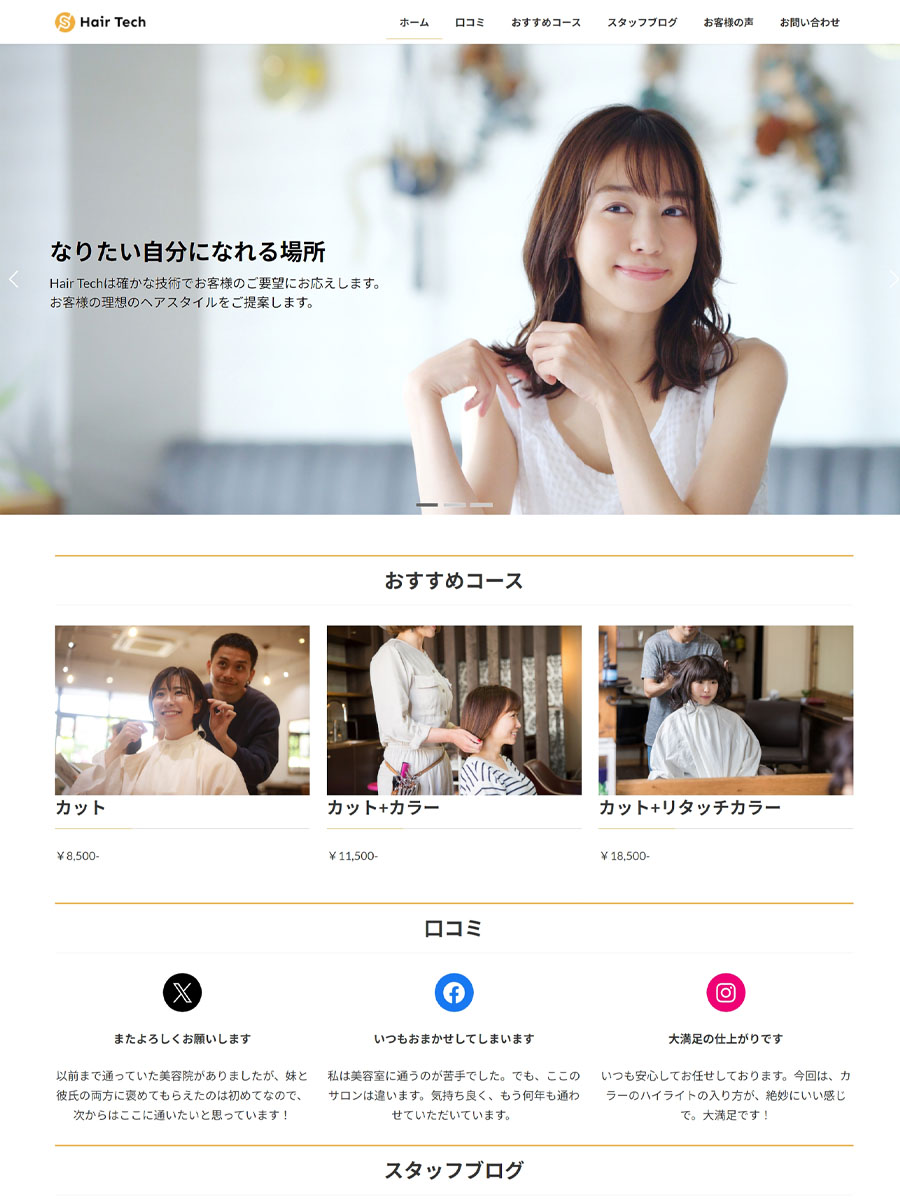 Hair Tech
ホーム
口コミ
おすすめコース
スタッフブログ
お客様の声
お問い合わせ
なりたい自分になれる場所
Hair Techは確かな技術でお客様のご要望にお応えします。
お客様の理想のヘアスタイルをご提案します。
おすすめコース
カット
￥8,500-
カット+カラー
￥11,500-
カット+リタッチカラー
￥18,500-
口コミ
またよろしくお願いします
以前まで通っていた美容院がありましたが、妹と
彼氏の両方に褒めてもらえたのは初めてなので、
次からはここに通いたいと思っています！
いつもおまかせしてしまいます
私は美容室に通うのが苦手でした。でも、ここの
サロンは違います。気持ち良く、もう何年も通わ
せていただいています。
大満足の仕上がりです
いつも安心してお任せしております。今回は、カ
ラーのハイライトの入り方が、絶妙にいい感じ
で。大満足です！
スタッフブログ